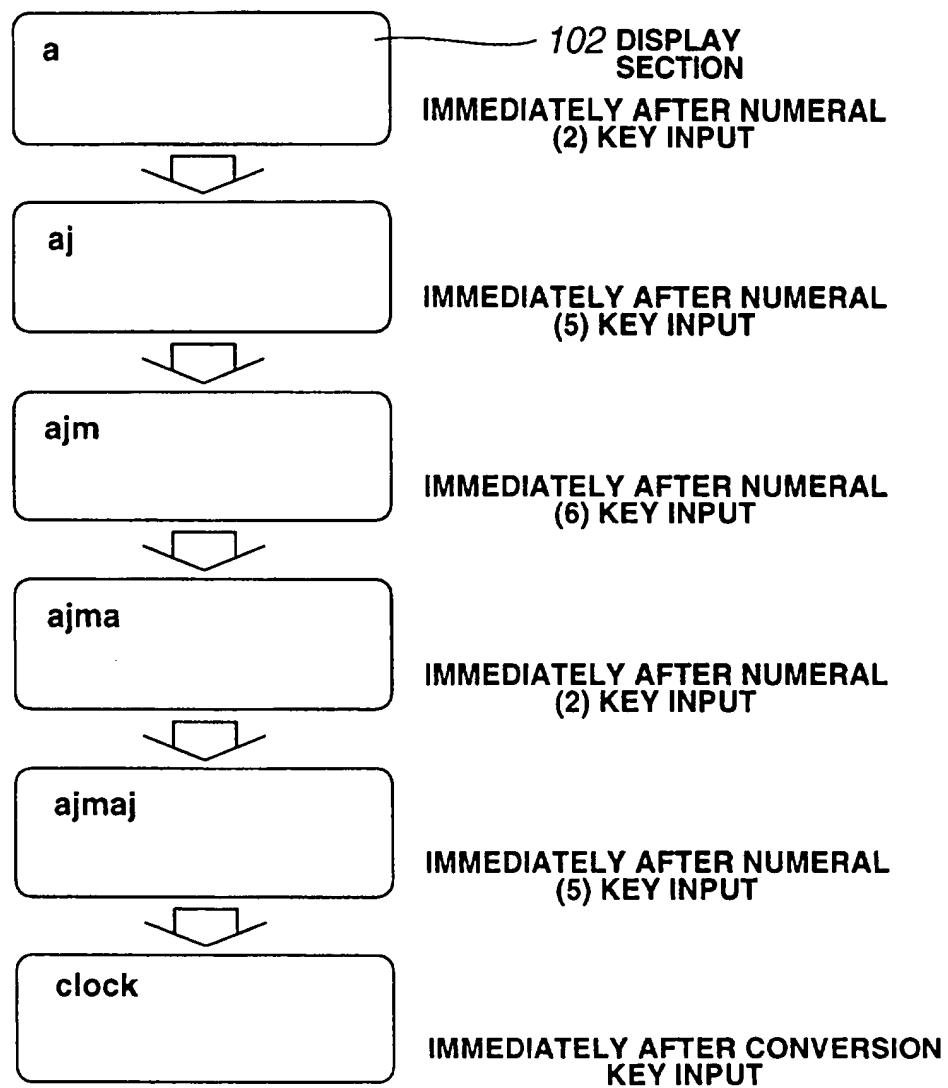 a
102 DISPLAY
SECTION
IMMEDIATELY AFTER NUMERAL
(2) KEY INPUT
aj
IMMEDIATELY AFTER NUMERAL
(5) KEY INPUT
ajm
IMMEDIATELY AFTER NUMERAL
(6) KEY INPUT
ajma
IMMEDIATELY AFTER NUMERAL
(2) KEY INPUT
ajmaj
IMMEDIATELY AFTER NUMERAL
(5) KEY INPUT
clock
IMMEDIATELY AFTER CONVERSION
KEY INPUT